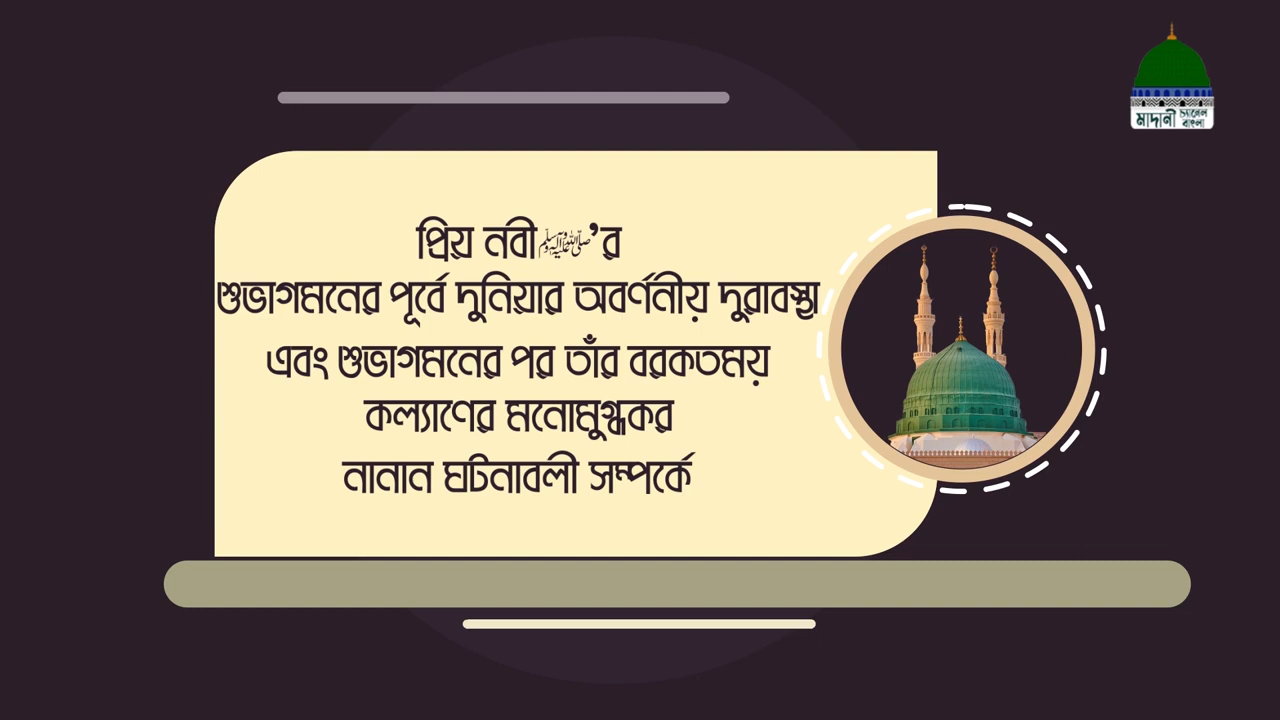 প্রিয় নবীﷺ’র
শুভাগমনের পূর্বে দুনিয়ার অবর্ণনীয় দুরাবস্থা
এবং শুভাগমনের পর তাঁর বরকতময়
কল্যাণের মনোমুগ্ধকর
নানান ঘটনাবলী সম্পর্কে
মাদানী চ্যানেল বাংলা